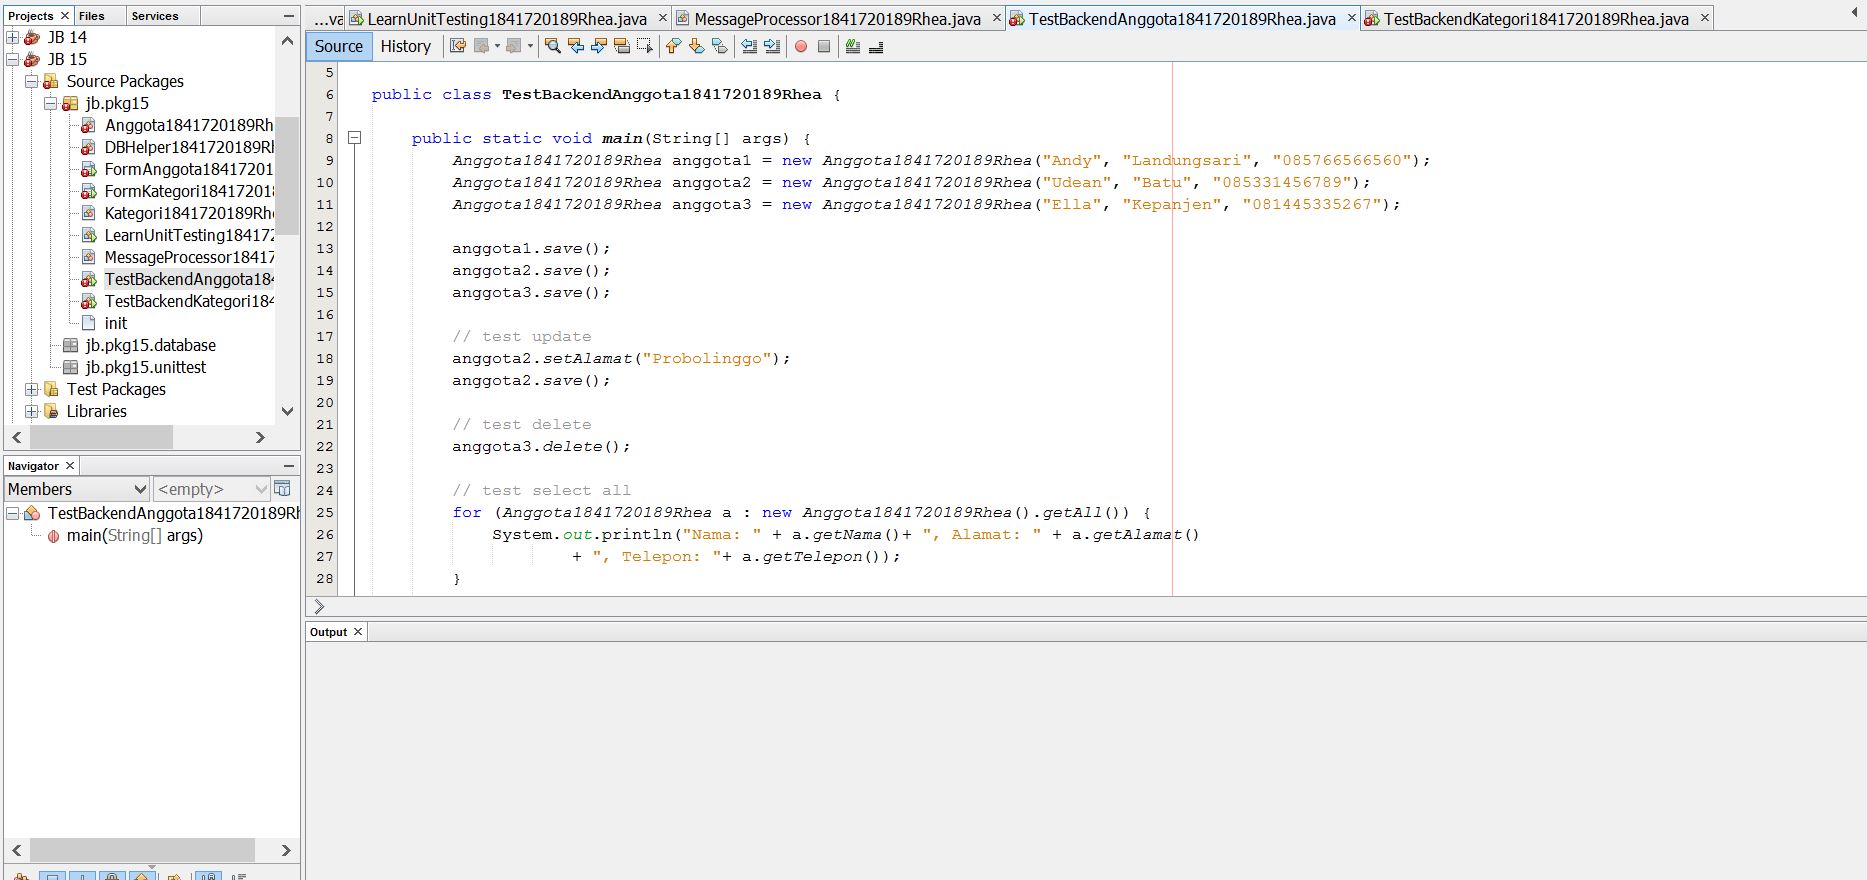 Projects Files Services
JB 14
JB 15
Source Packages
jb.pkg15
Anggota1841720189Rh
DBHelper1841720189R
FormAnggota18417201
FormKategori18417201
Kategori1841720189Rh
LearnUnitTesting18417
MessageProcessor18417
TestBackendAnggota184
TestBackendKategori184
init
jb.pkg15.database
jb.pkg15.unittest
Test Packages
Libraries
Navigator
Members <empty>
TestBackendAnggota1841720189R
main(String[] args)
...va LearnUnitTesting1841720189Rhea.java MessageProcessor1841720189Rhea.java TestBackendAnggota1841720189Rhea.java TestBackendKategori1841720189Rhea.java
Source History
5
6 public class TestBackendAnggota1841720189Rhea {
7
8 public static void main(String[] args) {
9 Anggota1841720189Rhea anggota1 = new Anggota1841720189Rhea("Andy", "Landungsari", "085766566560");
10 Anggota1841720189Rhea anggota2 = new Anggota1841720189Rhea("Udean", "Batu", "085331456789");
11 Anggota1841720189Rhea anggota3 = new Anggota1841720189Rhea("Ella", "Kepanjen", "081445335267");
12
13 anggota1.save();
14 anggota2.save();
15 anggota3.save();
16
17 // test update
18 anggota2.setAlamat("Probolinggo");
19 anggota2.save();
20
21 // test delete
22 anggota3.delete();
23
24 // test select all
25 for (Anggota1841720189Rhea a : new Anggota1841720189Rhea().getAll()) {
26 System.out.println("Nama: " + a.getNama()+ ", Alamat: " + a.getAlamat()
27 + ", Telepon: "+ a.getTelepon());
28 }
Output